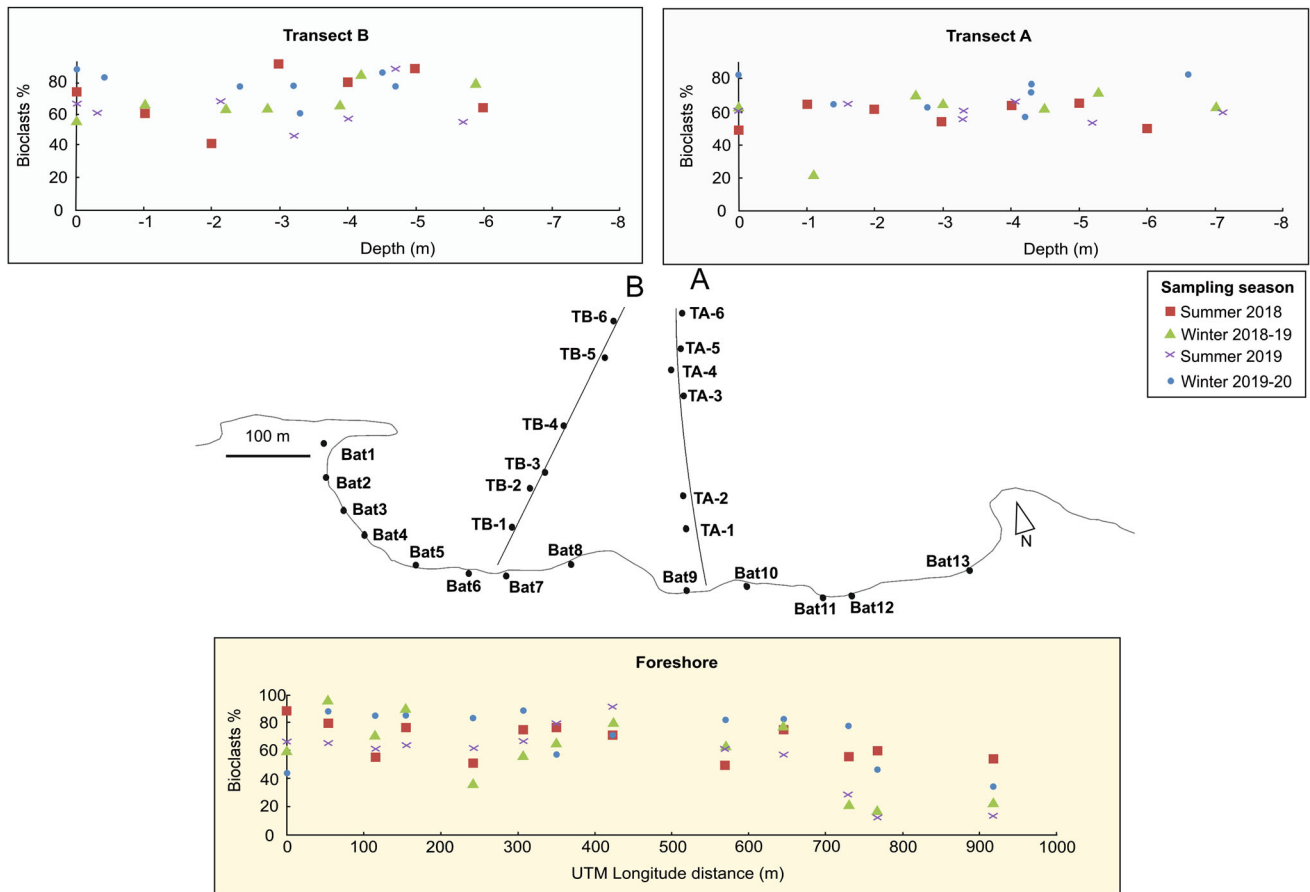 Transect B
Bioclasts %
80
60
40
20
0
0 -1 -2 -3 -4 -5 -6 -7 -8
Depth (m)
Transect A
Bioclasts %
80
60
40
20
0
0 -1 -2 -3 -4 -5 -6 -7 -8
Depth (m)
Sampling season
Summer 2018
Winter 2018-19
Summer 2019
Winter 2019-20
B
A
TB-6
TB-5
TB-4
TB-3
TB-2
TB-1
TA-6
TA-5
TA-4
TA-3
TA-2
TA-1
100 m
Bat1
Bat2
Bat3
Bat4
Bat5
Bat6
Bat7
Bat8
Bat9
Bat10
Bat11
Bat12
Bat13
N
Foreshore
Bioclasts %
100
80
60
40
20
0
0 100 200 300 400 500 600 700 800 900 1000
UTM Longitude distance (m)